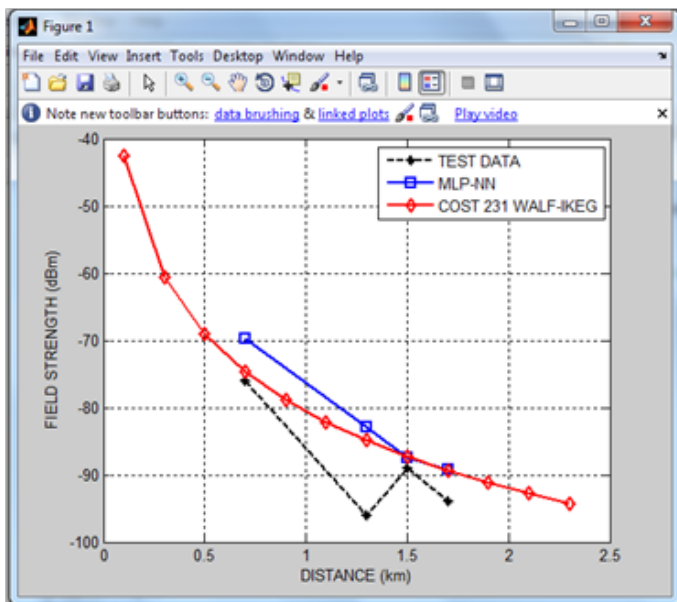 Figure 1
File Edit View Insert Tools Desktop Window Help
Note new toolbar buttons: data brushing & linked plots Play video
TEST DATA
MLP-NN
COST 231 WALF-IKEG
FIELD STRENGTH (dBm)
-40
-50
-60
-70
-80
-90
-100
0 0.5 1 1.5 2 2.5
DISTANCE (km)